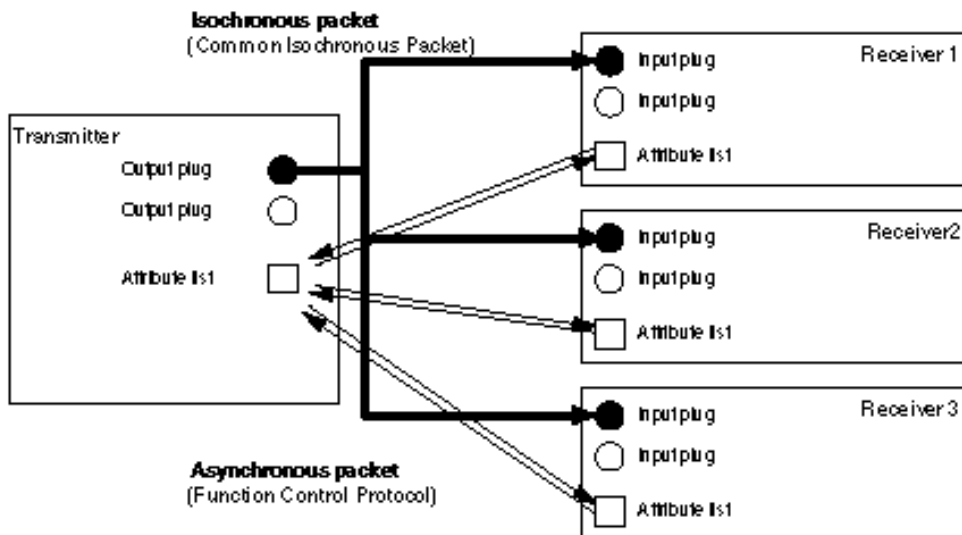 Isochronous packet
(Common Isochronous Packet)
Transmitter
Output plug
Output plug
Attribute list
Receiver 1
Input plug
Input plug
Attribute list
Receiver2
Input plug
Input plug
Attribute list
Receiver 3
Input plug
Input plug
Attribute list
Asynchronous packet
(Function Control Protocol)